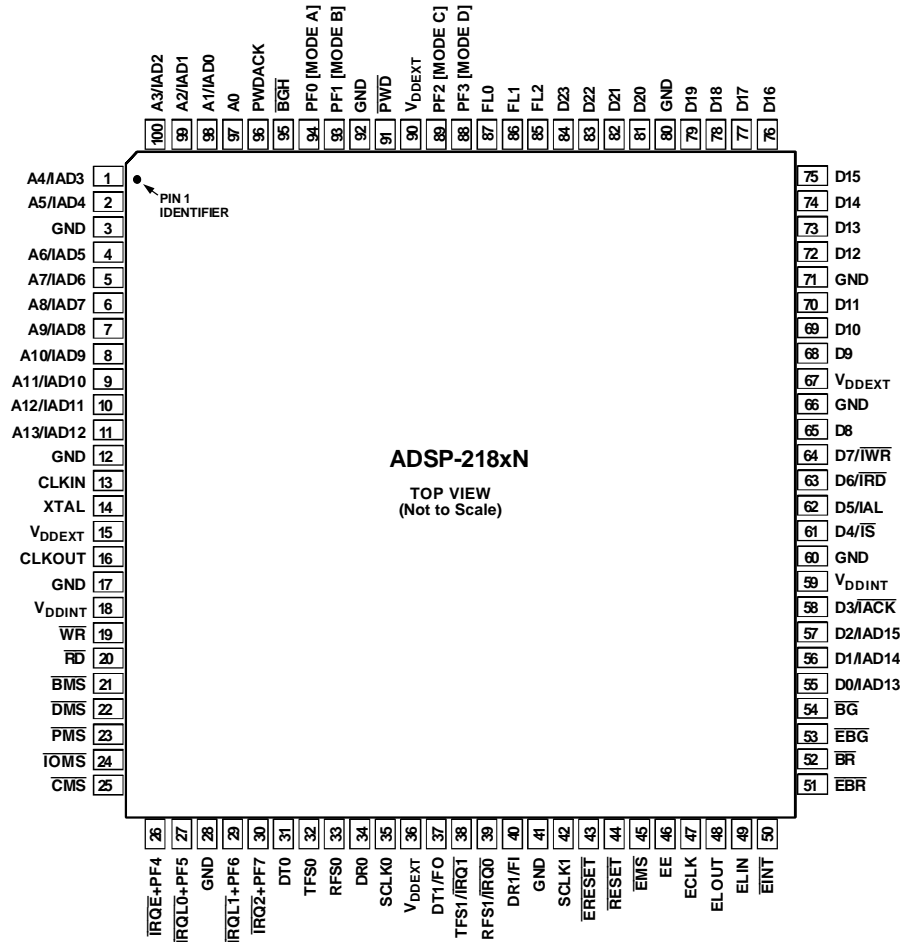 A3/IAD2
A2/IAD1
A1/IAD0
A0
PWDACK
BGH
PF0 [MODE A]
PF1 [MODE B]
GND
PWD
VDDEXT
PF2 [MODE C]
PF3 [MODE D]
FL0
FL1
FL2
D23
D22
D21
D20
GND
D19
D18
D17
D16
100
99
98
97
96
95
94
93
92
91
90
89
88
87
86
85
84
83
82
81
80
79
78
77
76
A4/IAD3 1
A5/IAD4 2
GND 3
A6/IAD5 4
A7/IAD6 5
A8/IAD7 6
A9/IAD8 7
A10/IAD9 8
A11/IAD10 9
A12/IAD11 10
A13/IAD12 11
GND 12
CLKIN 13
XTAL 14
VDDEXT 15
CLKOUT 16
GND 17
VDDINT 18
WR 19
RD 20
BMS 21
DMS 22
PMS 23
IOMS 24
CMS 25
PIN 1
IDENTIFIER
ADSP-218xN
TOP VIEW
(Not to Scale)
75 D15
74 D14
73 D13
72 D12
71 GND
70 D11
69 D10
68 D9
67 VDDEXT
66 GND
65 D8
64 D7/IWR
63 D6/IRD
62 D5/IAL
61 D4/IS
60 GND
59 VDDINT
58 D3/IACK
57 D2/IAD15
56 D1/IAD14
55 D0/IAD13
54 BG
53 EBG
52 BR
51 EBR
26
27
28
29
30
31
32
33
34
35
36
37
38
39
40
41
42
43
44
45
46
47
48
49
50
IRQE+PF4
IRQL0+PF5
GND
IRQL1+PF6
IRQ2+PF7
DT0
TFS0
RFS0
DR0
SCLK0
VDDEXT
DT1/FO
TFS1/IRQ1
RFS1/IRQ0
DR1/FI
GND
SCLK1
ERESET
RESET
EMS
EE
ECLK
ELOUT
ELIN
EINT